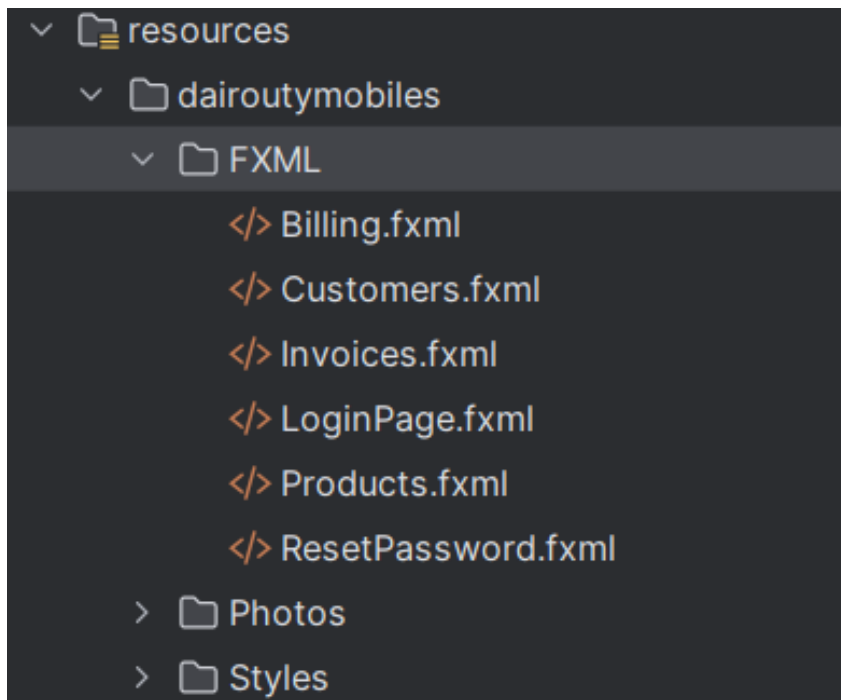 resources
dairoutymobiles
FXML
</> Billing.fxml
</> Customers.fxml
</> Invoices.fxml
</> LoginPage.fxml
</> Products.fxml
</> ResetPassword.fxml
Photos
Styles